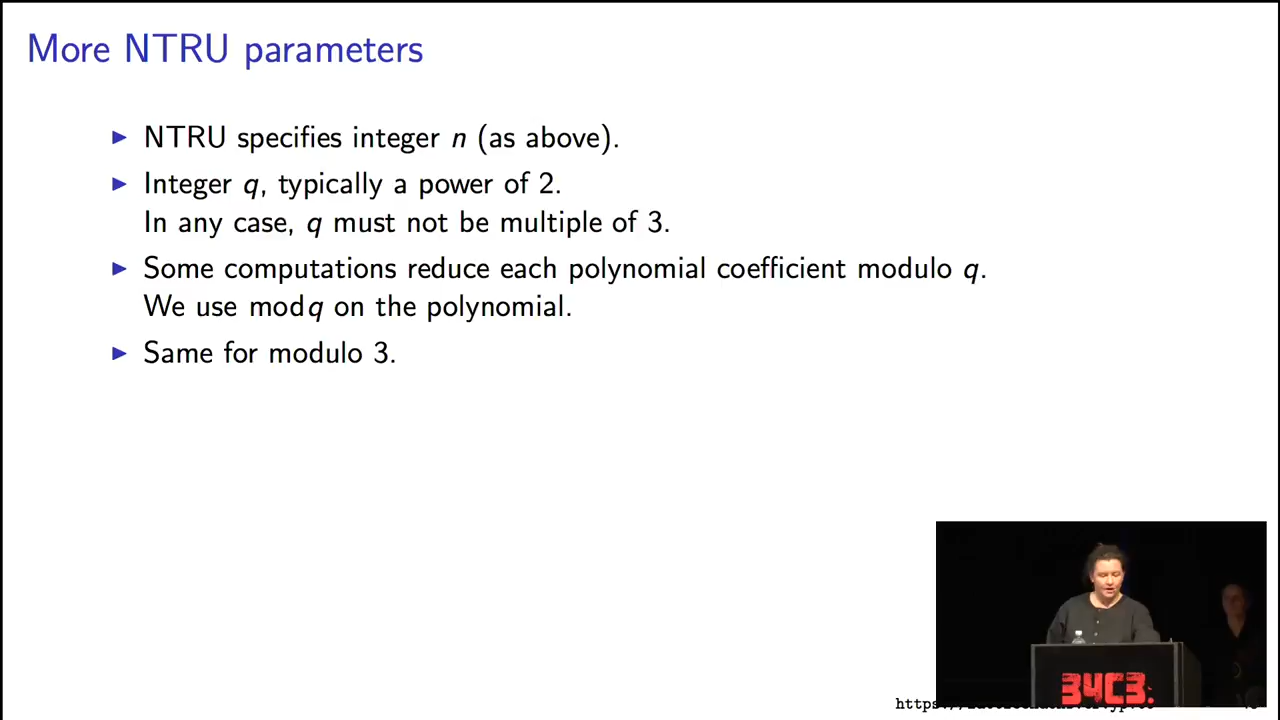 More NTRU parameters
▶ NTRU specifies integer n (as above).
▶ Integer q, typically a power of 2.
In any case, q must not be multiple of 3.
▶ Some computations reduce each polynomial coefficient modulo q.
We use mod q on the polynomial.
▶ Same for modulo 3.
34C3.